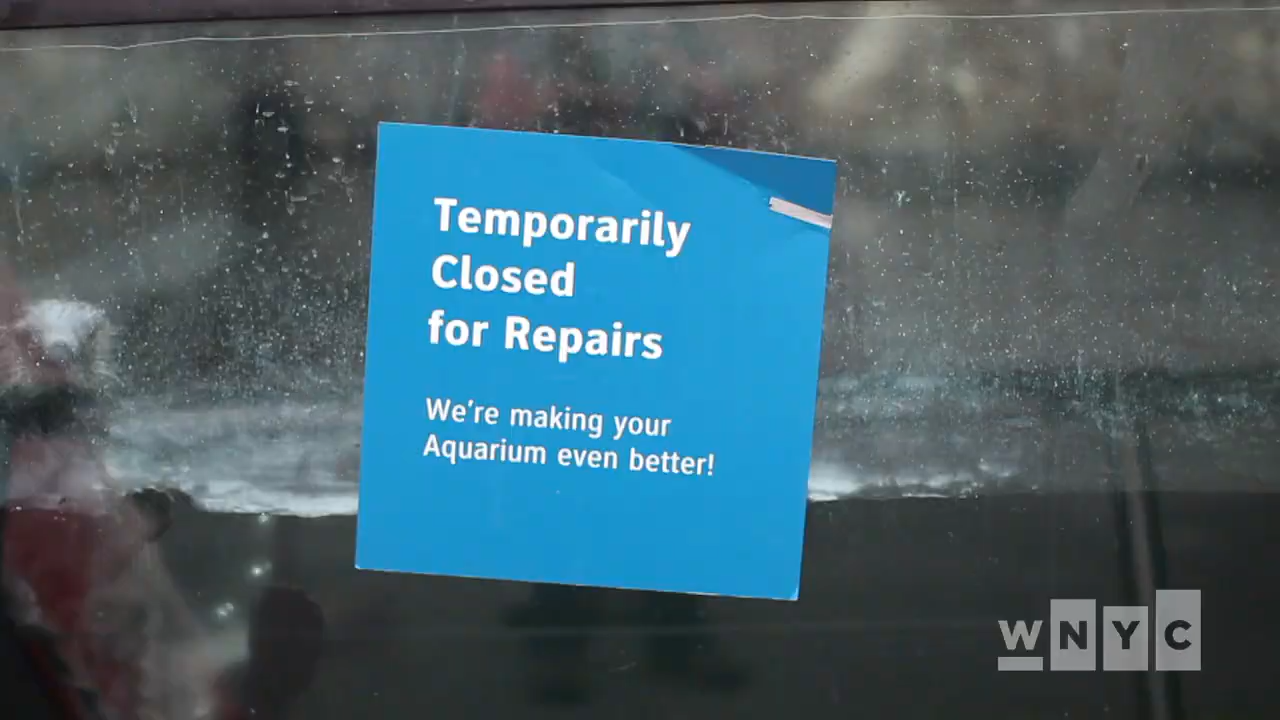 Temporarily
Closed
for Repairs
We're making your
Aquarium even better!
WNYC